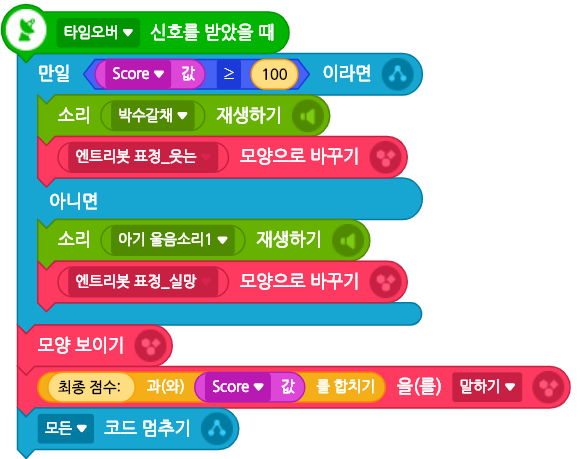 타임오버 신호를 받았을 때
만일 Score 값 ≥ 100 이라면
소리 박수갈채 재생하기
엔트리봇 표정_웃는 모양으로 바꾸기
아니면
소리 아기 울음소리1 재생하기
엔트리봇 표정_실망 모양으로 바꾸기
모양 보이기
최종 점수: 과(와) Score 값 를 합치기 을(를) 말하기
모든 코드 멈추기